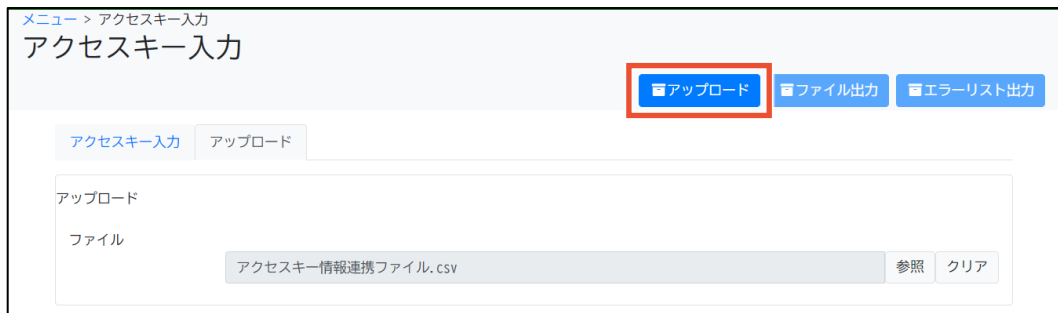 メニュー > アクセスキー入力
アクセスキー入力
アップロード ファイル出力 エラーリスト出力
アクセスキー入力 アップロード
アップロード
ファイル
アクセスキー情報連携ファイル.csv 参照 クリア